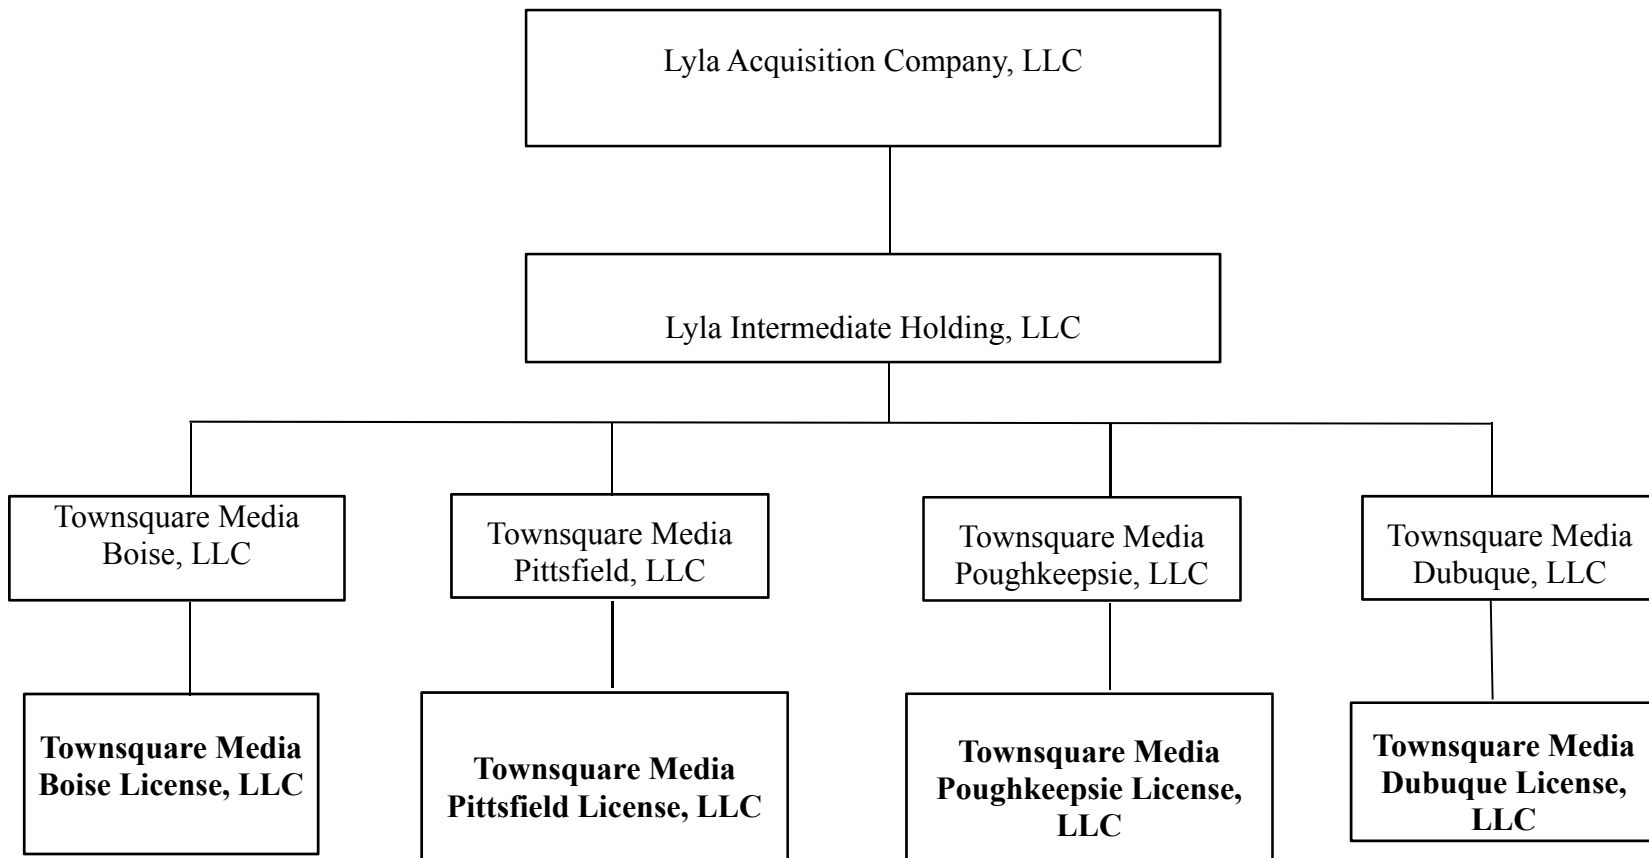 Lyla Acquisition Company, LLC
Lyla Intermediate Holding, LLC
Townsquare Media
Boise, LLC
Townsquare Media
Pittsfield, LLC
Townsquare Media
Poughkeepsie, LLC
Townsquare Media
Dubuque, LLC
Townsquare Media
Boise License, LLC
Townsquare Media
Pittsfield License, LLC
Townsquare Media
Poughkeepsie License,
LLC
Townsquare Media
Dubuque License,
LLC